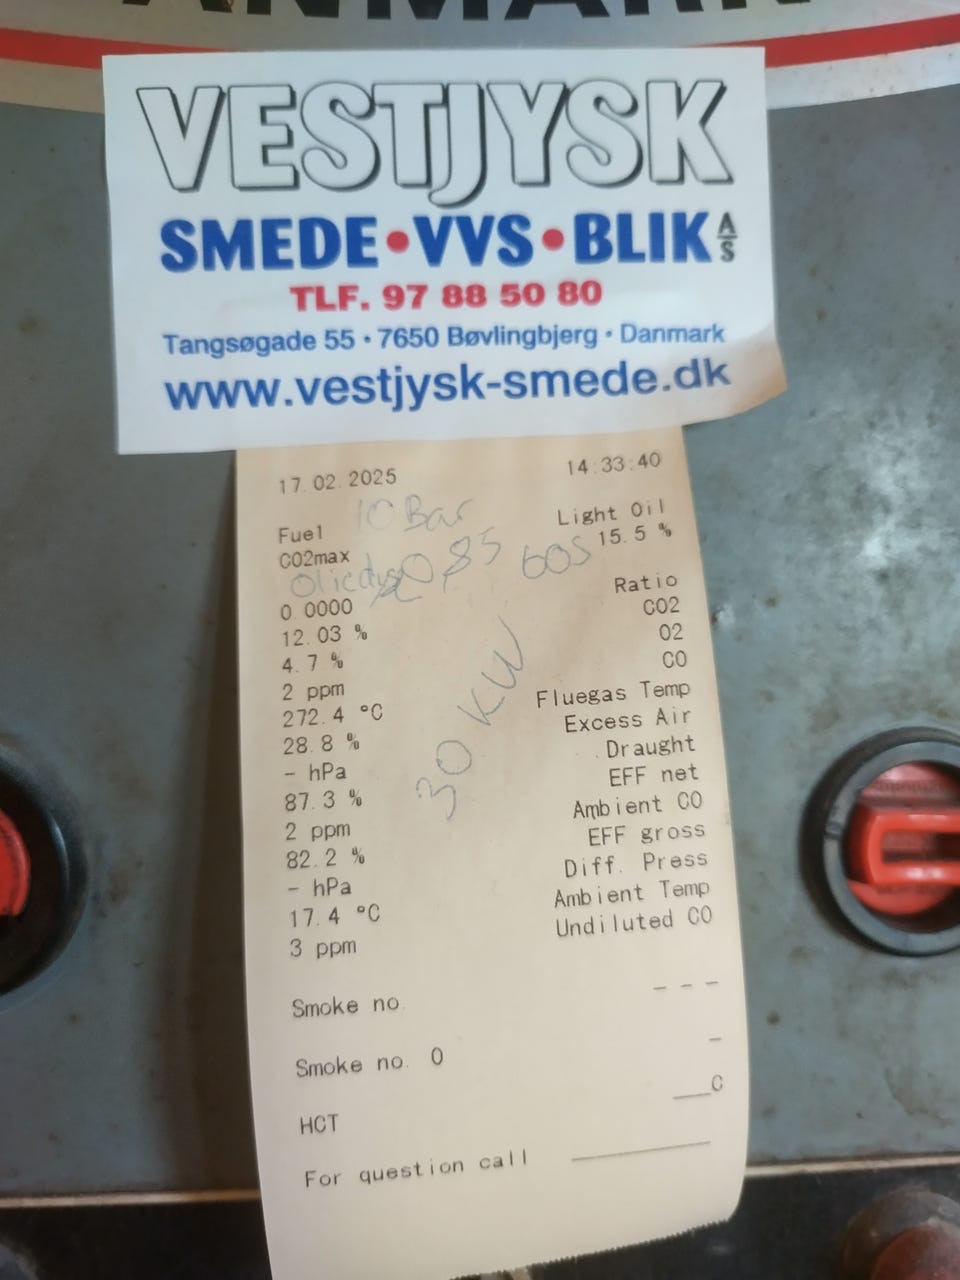 VESTJYSK
SMEDE • VVS • BLIK A/S
TLF. 97 88 50 80
Tangsøgade 55 • 7650 Bøvlingbjerg • Danmark
www.vestjysk-smede.dk
17.02.2025 14:33:40
10 Bar
Fuel Light Oil
CO2max 15.5 %
Oliedyse 0,85 60S
0.0000 Ratio
12.03 % CO2
4.7 % O2
2 ppm CO
272.4 °C Fluegas Temp
28.8 % Excess Air
- hPa Draught
87.3 % EFF net
2 ppm Ambient CO
82.2 % EFF gross
- hPa Diff. Press
17.4 °C Ambient Temp
3 ppm Undiluted CO
30 KW
Smoke no. - - -
Smoke no. 0 -
HCT ___C
For question call ________